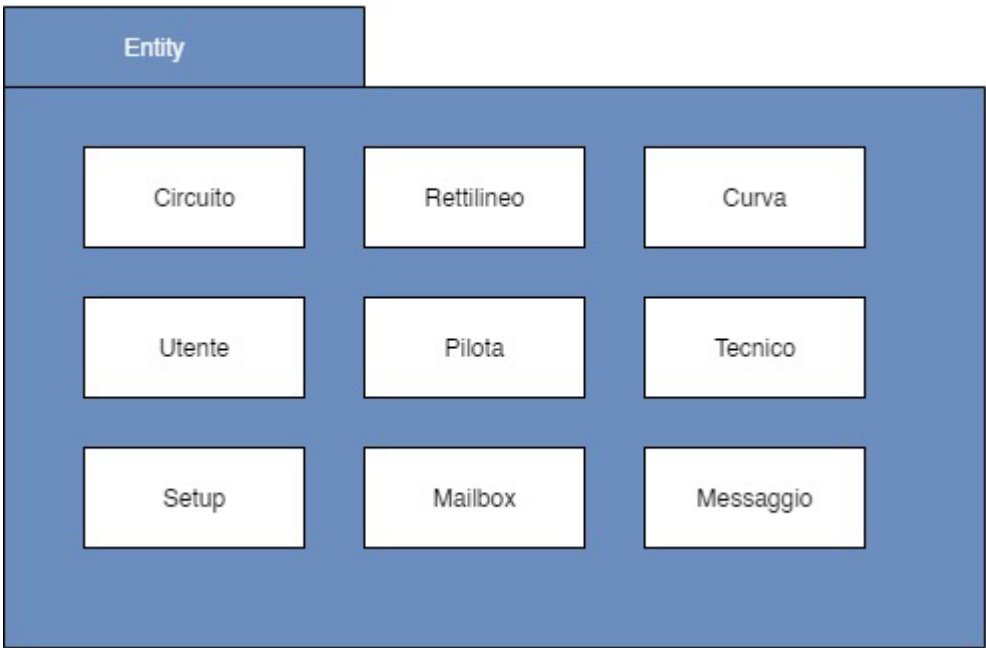 Entity
Circuito
Rettilineo
Curva
Utente
Pilota
Tecnico
Setup
Mailbox
Messaggio